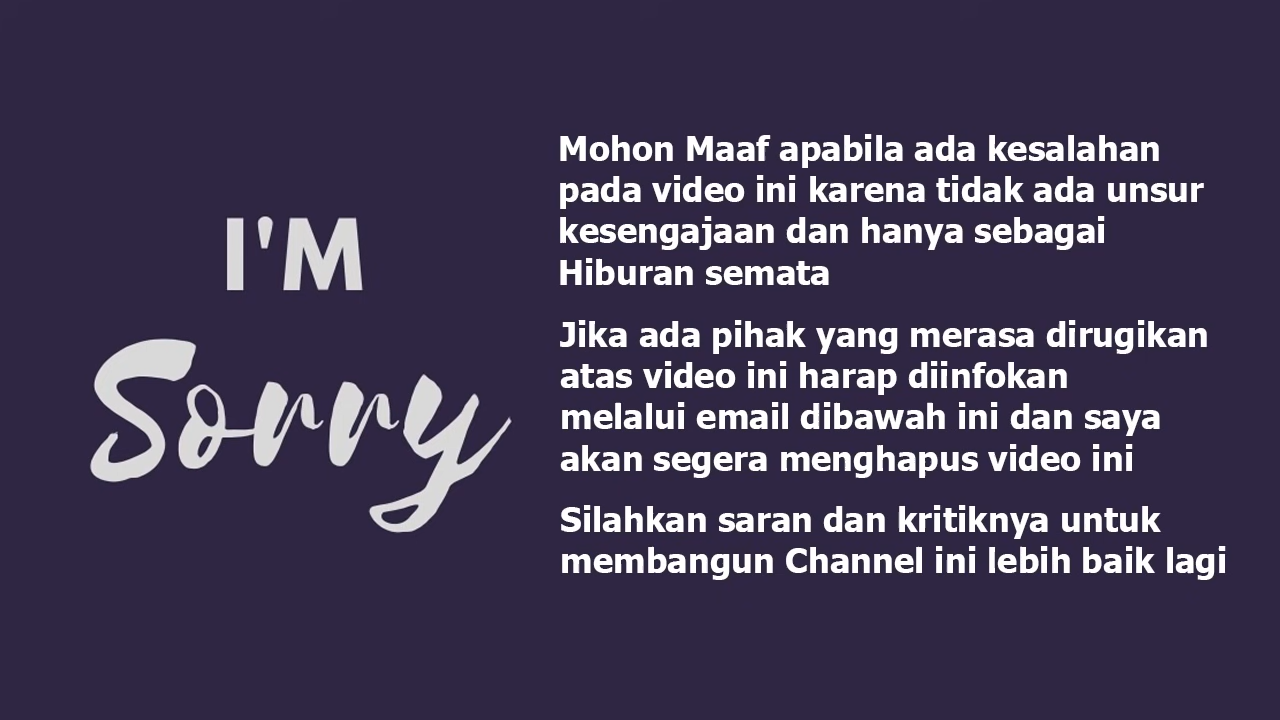 I'M
Sorry
Mohon Maaf apabila ada kesalahan
pada video ini karena tidak ada unsur
kesengajaan dan hanya sebagai
Hiburan semata
Jika ada pihak yang merasa dirugikan
atas video ini harap diinfokan
melalui email dibawah ini dan saya
akan segera menghapus video ini
Silahkan saran dan kritiknya untuk
membangun Channel ini lebih baik lagi